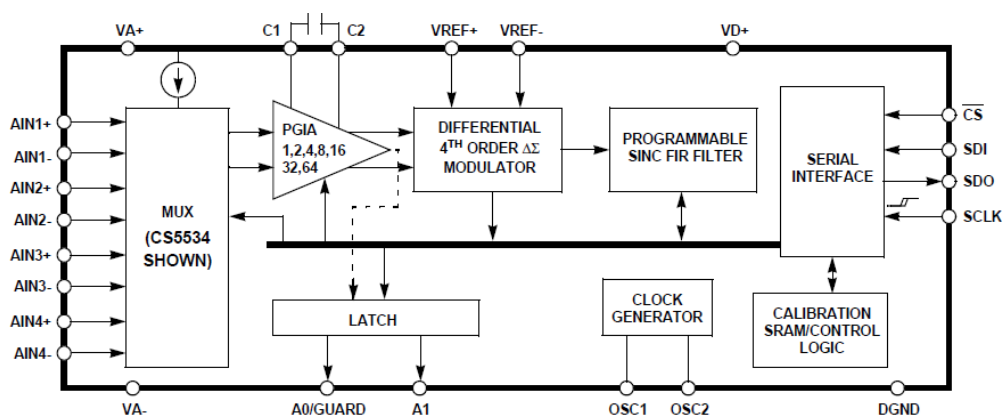 VA+
C1
C2
VREF+
VREF-
VD+
AIN1+
AIN1-
AIN2+
AIN2-
AIN3+
AIN3-
AIN4+
AIN4-
MUX
(CS5534
SHOWN)
PGIA
1,2,4,8,16
32,64
DIFFERENTIAL
4TH ORDER ΔΣ
MODULATOR
PROGRAMMABLE
SINC FIR FILTER
SERIAL
INTERFACE
CS
SDI
SDO
SCLK
LATCH
CLOCK
GENERATOR
CALIBRATION
SRAM/CONTROL
LOGIC
VA-
A0/GUARD
A1
OSC1
OSC2
DGND